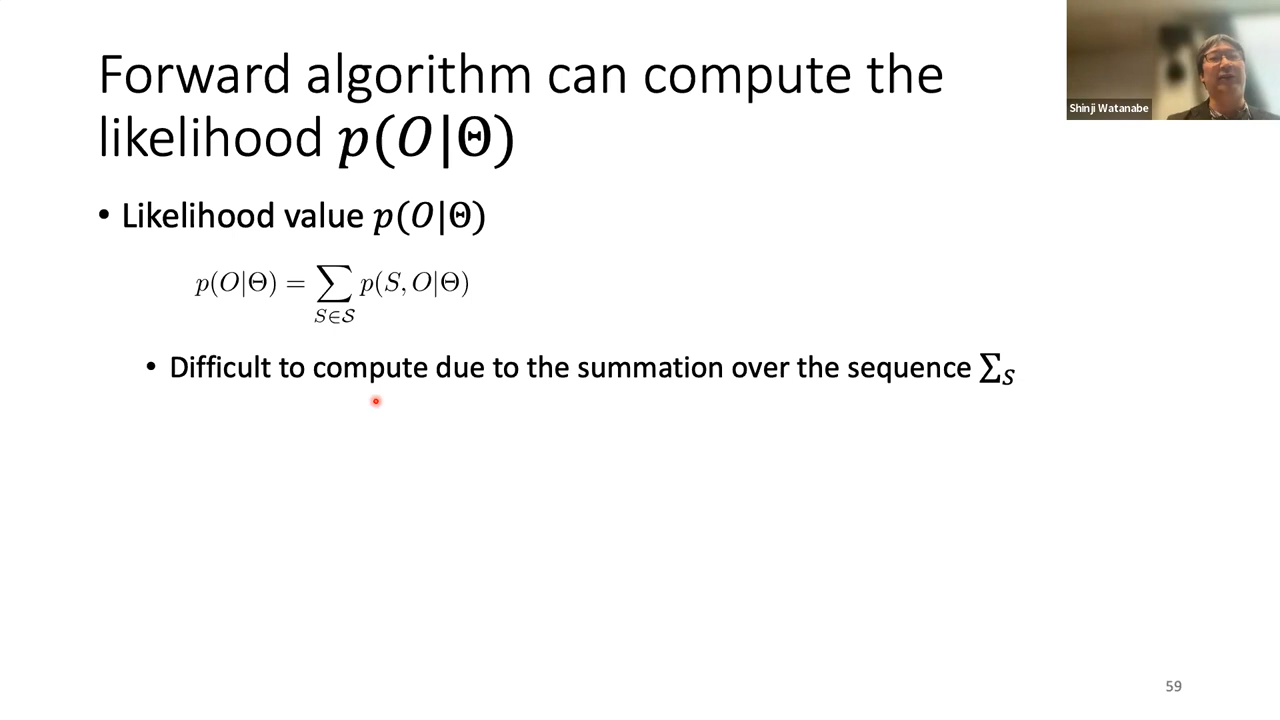 Forward algorithm can compute the
likelihood p(O|Θ)
Shinji Watanabe
• Likelihood value p(O|Θ)
p(O|Θ) = ∑ p(S, O|Θ)
S∈𝒮
• Difficult to compute due to the summation over the sequence ∑_S
59